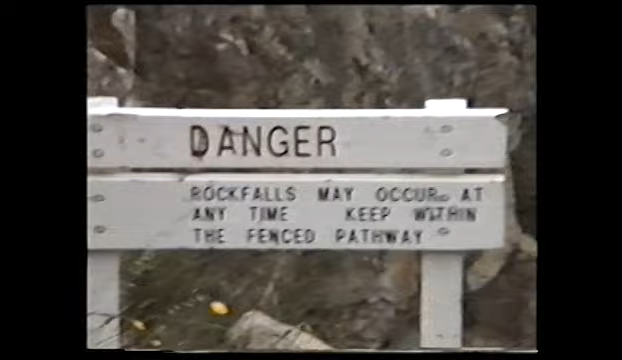 DANGER
ROCKFALLS MAY OCCUR AT
ANY TIME KEEP WITHIN
THE FENCED PATHWAY